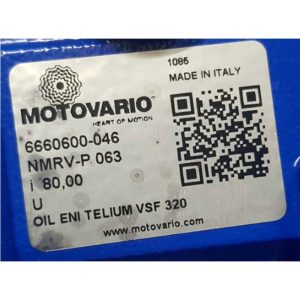 1085
MADE IN ITALY
MOTOVARIO
HEART OF MOTION
6660600-046
NMRV-P 063
i 80,00
U
OIL ENI TELIUM VSF 320
www.motovario.com